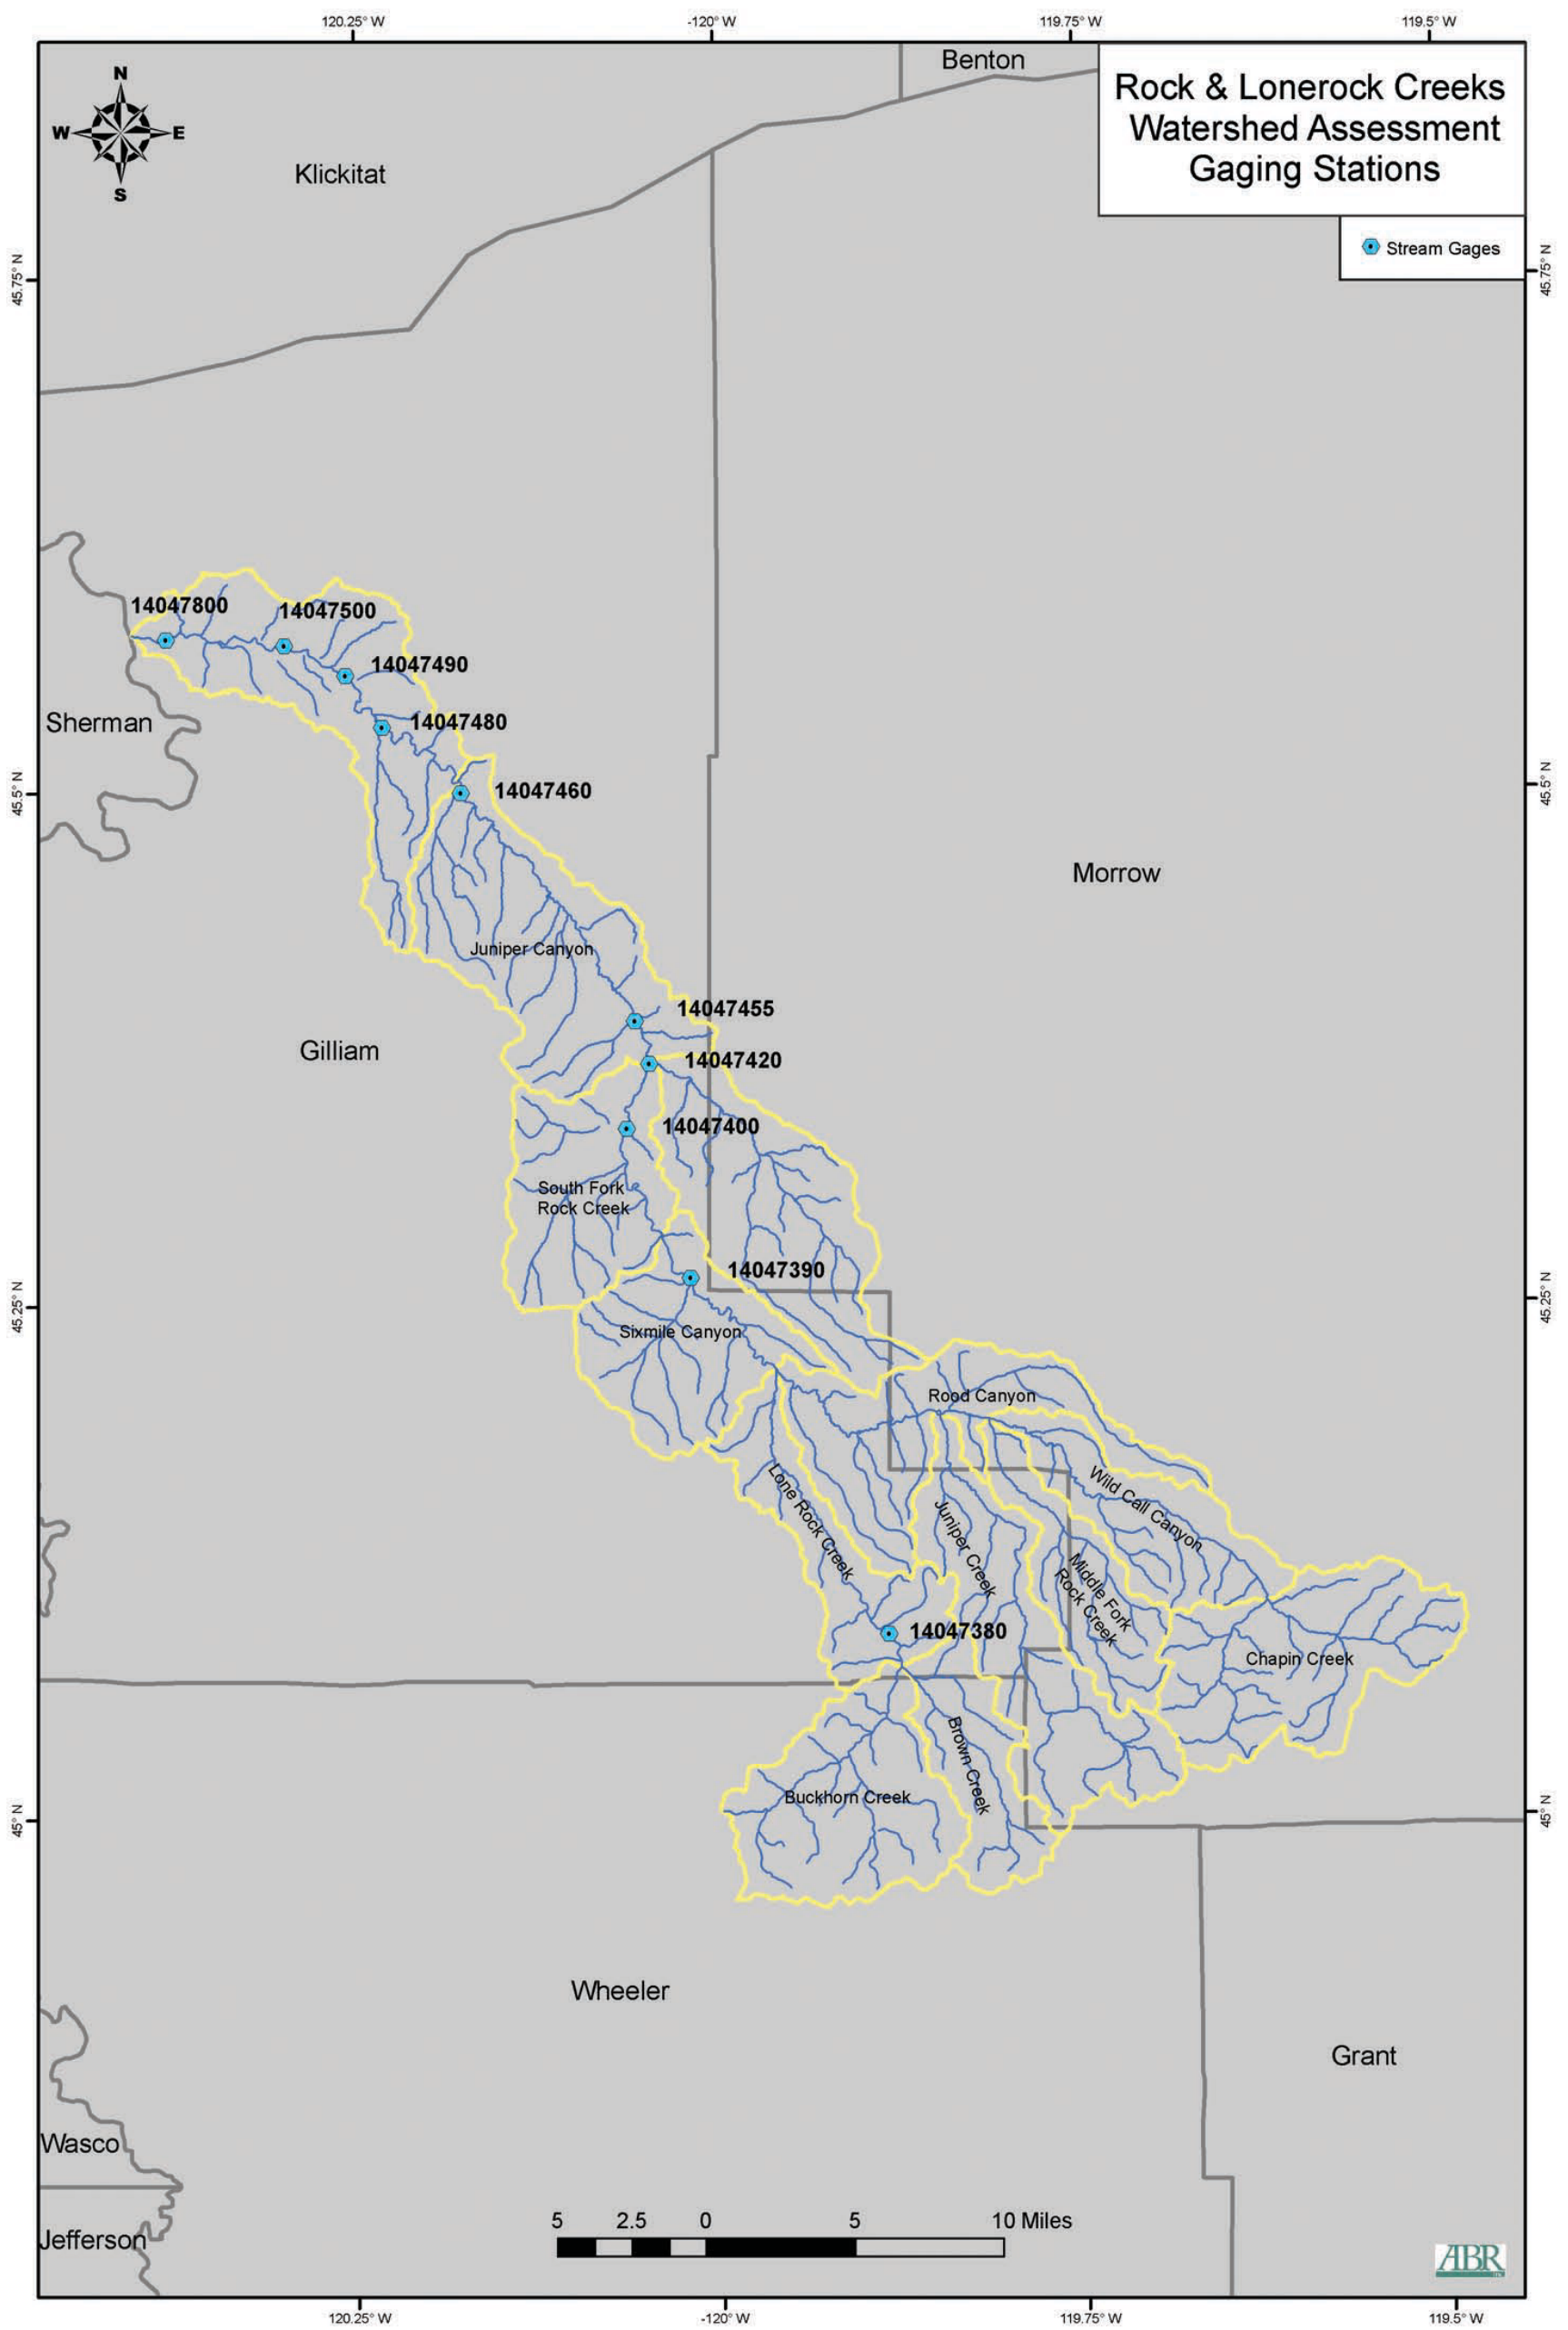 120.25° W
-120° W
119.75° W
119.5° W
Benton
Rock & Lonerock Creeks
Watershed Assessment
Gaging Stations
N
W
E
S
Klickitat
Stream Gages
45.75° N
45.75° N
14047800
14047500
14047490
Sherman
14047480
45.5° N
14047460
45.5° N
Morrow
Juniper Canyon
14047455
Gilliam
14047420
14047400
South Fork
Rock Creek
14047390
45.25° N
45.25° N
Sixmile Canyon
Rood Canyon
Lone Rock Creek
Juniper Creek
Wild Call Canyon
Middle Fork
Rock Creek
14047380
Chapin Creek
Brown Creek
Buckhorn Creek
45° N
45° N
Wheeler
Grant
Wasco
Jefferson
5
2.5
0
5
10 Miles
ABR
120.25° W
-120° W
119.75° W
119.5° W